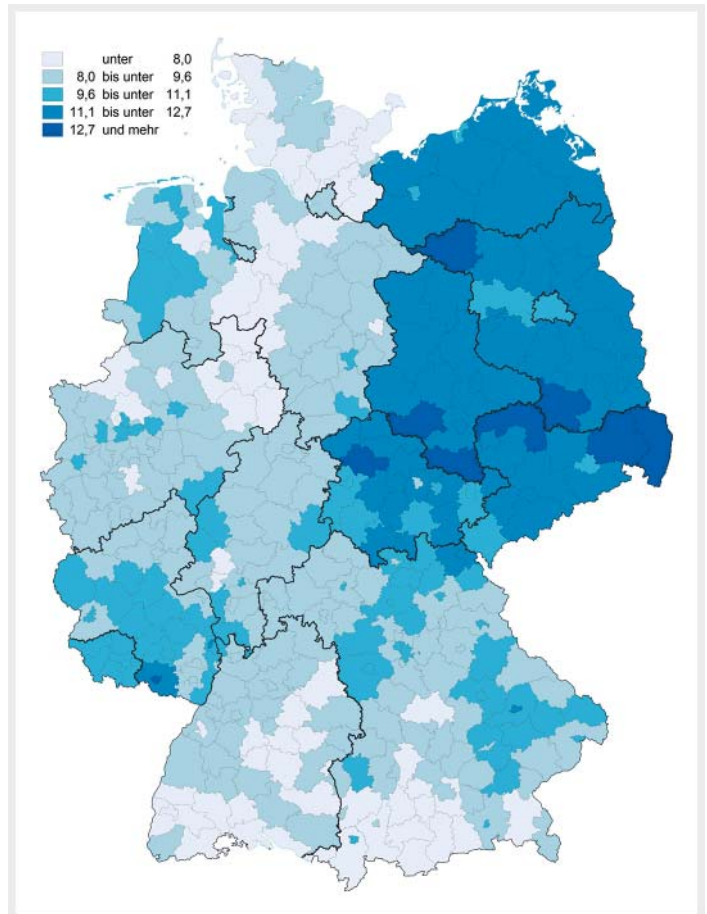 unter 8,0
8,0 bis unter 9,6
9,6 bis unter 11,1
11,1 bis unter 12,7
12,7 und mehr